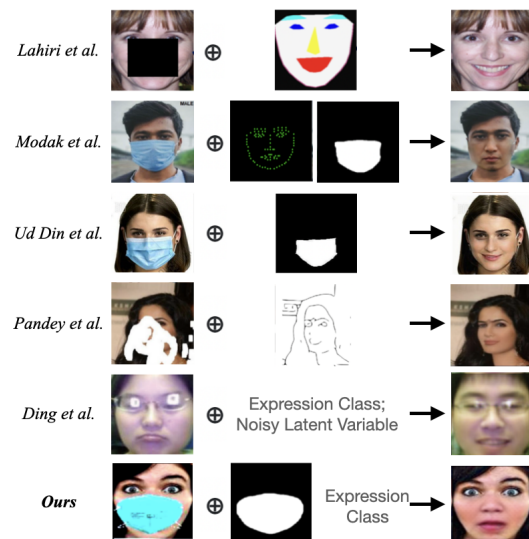 Lahiri et al.
⊕
MALE
Modak et al.
⊕
Ud Din et al.
⊕
Pandey et al.
⊕
Ding et al.
⊕
Expression Class;
Noisy Latent Variable
Ours
⊕
Expression
Class